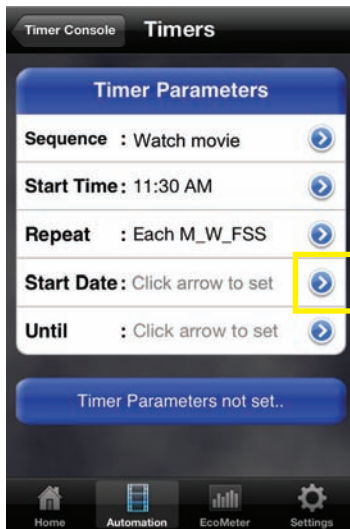 Timer Console Timers
Timer Parameters
Sequence : Watch movie
Start Time : 11:30 AM
Repeat : Each M_W_FSS
Start Date : Click arrow to set
Until : Click arrow to set
Timer Parameters not set..
Home Automation EcoMeter Settings